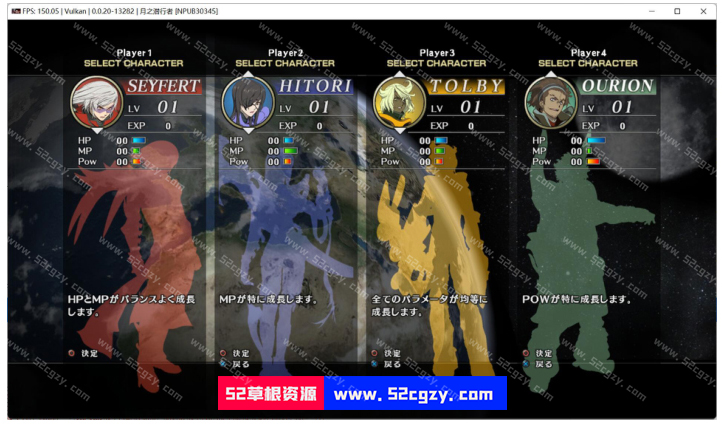 FPS: 150.05 | Vulkan | 0.0.20-13282 | 月之潜行者 [NPUB30345]
Player1
SELECT CHARACTER
Player2
SELECT CHARACTER
Player3
SELECT CHARACTER
Player4
SELECT CHARACTER
SEYFERT
LV 01
EXP 0
HP 00
MP 00
Pow 00
HITORI
LV 01
EXP 0
HP 00
MP 00
Pow 00
TOLBY
LV 01
EXP 0
HP 00
MP 00
Pow 00
OURION
LV 01
EXP 0
HP 00
MP 00
Pow 00
HPとMPがバランスよく成長
します。
MPが特に成長します。
全てのパラメータが均等に
成長します。
POWが特に成長します。
決定
決定
戻る
決定
戻る
決定
戻る
52草根资源 www.52cgzy.com
www.52cgzy.com